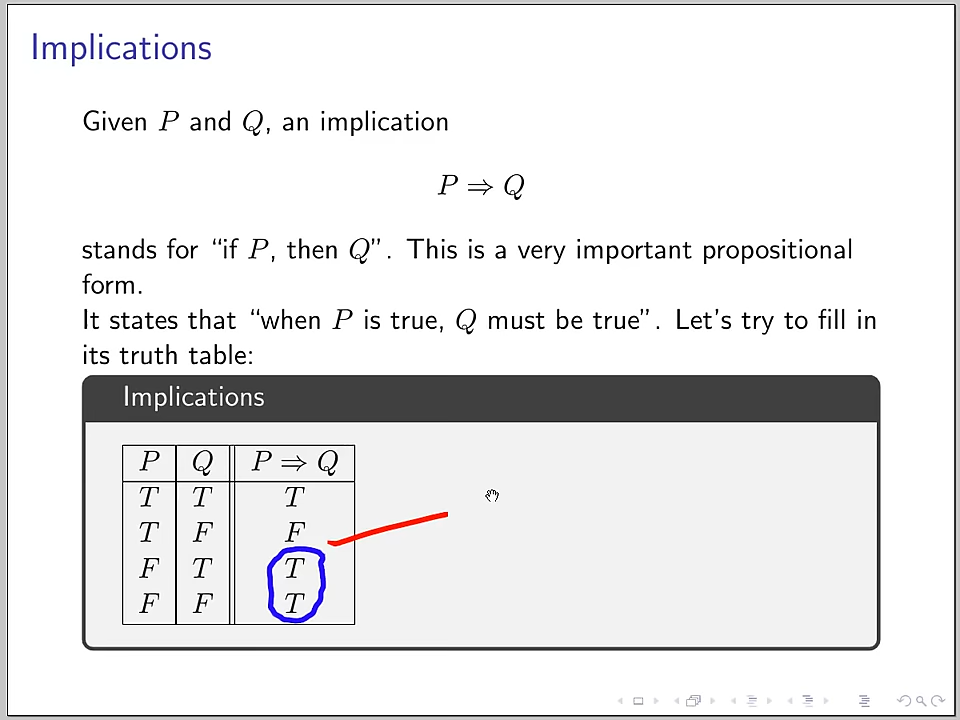 Implications
Given P and Q, an implication
P ⇒ Q
stands for “if P, then Q”. This is a very important propositional
form.
It states that “when P is true, Q must be true”. Let’s try to fill in
its truth table:
Implications
P Q P ⇒ Q
T T T
T F F
F T T
F F T